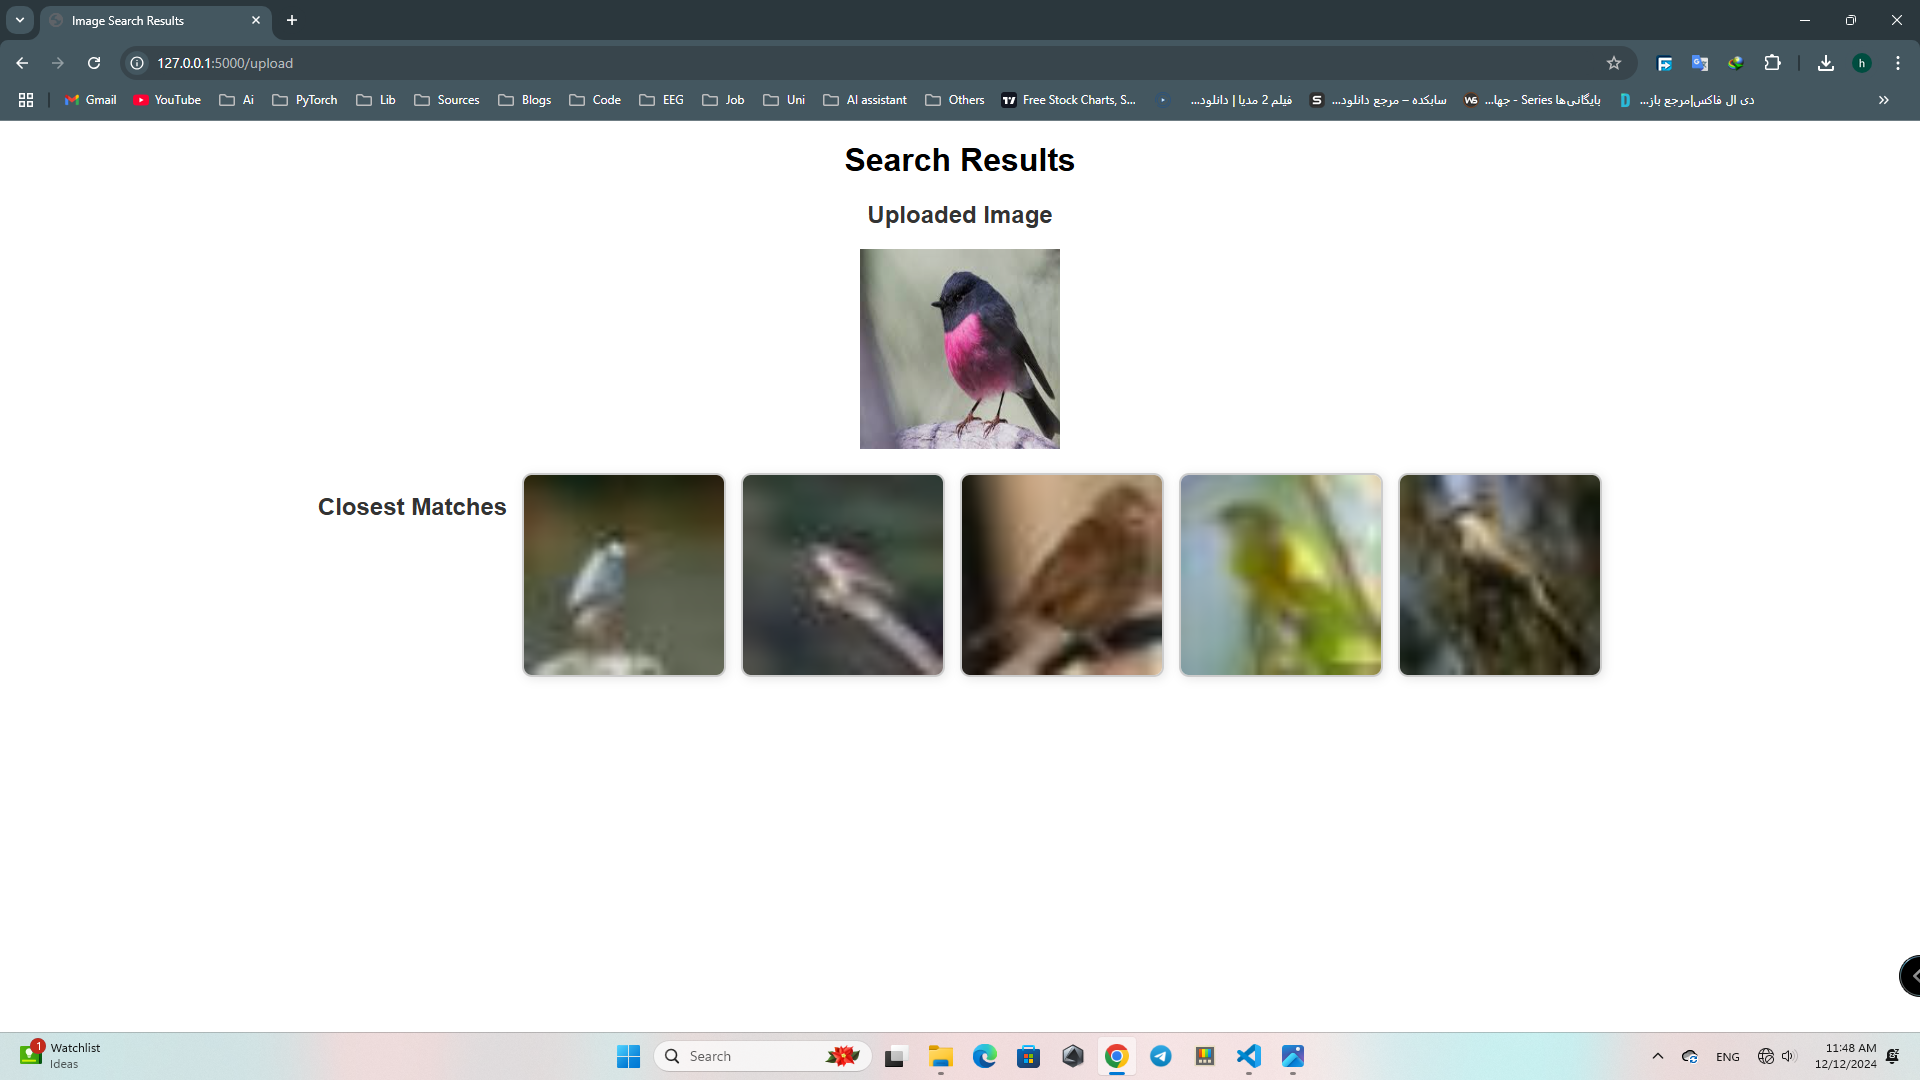 Image Search Results
127.0.0.1:5000/upload
h
Gmail
YouTube
Ai
PyTorch
Lib
Sources
Blogs
Code
EEG
Job
Uni
AI assistant
Others
Free Stock Charts, S...
فیلم 2 مدیا | دانلود...
سابکده – مرجع دانلود...
بایگانی‌ها Series - جها...
دی ال فاکس|مرجع باز...
Search Results
Uploaded Image
Closest Matches
1
Watchlist
Ideas
Search
ENG
11:48 AM
12/12/2024